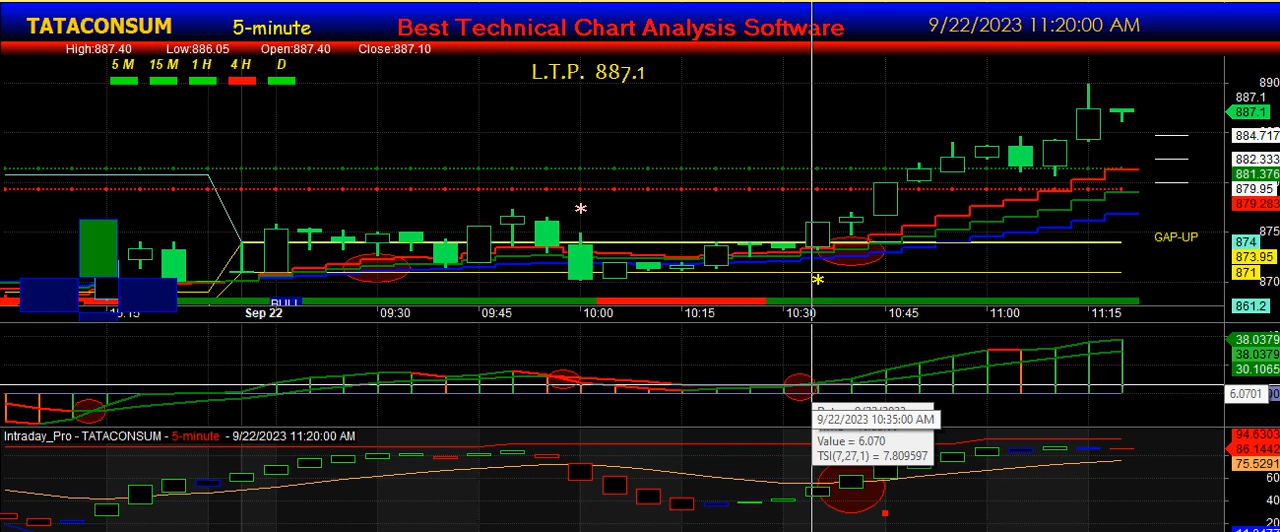 TATACONSUM 5-minute Best Technical Chart Analysis Software 9/22/2023 11:20:00 AM
High:887.40 Low:886.05 Open:887.40 Close:887.10
5 M 15 M 1 H 4 H D
L.T.P. 887.1
890
887.1
887.1
884.717
882.333
881.376
879.95
879.283
875
GAP-UP
874
873.95
871
870
861.2
BULL
Sep 22 09:30 09:45 10:00 10:15 10:30 10:45 11:00 11:15
38.0379
38.0379
30.1065
6.0701
9/22/2023 10:35:00 AM
Value = 6.070
TSI(7,27,1) = 7.809597
Intraday_Pro - TATACONSUM - 5-minute - 9/22/2023 11:20:00 AM
94.6303
86.1442
75.5291
60
40
20